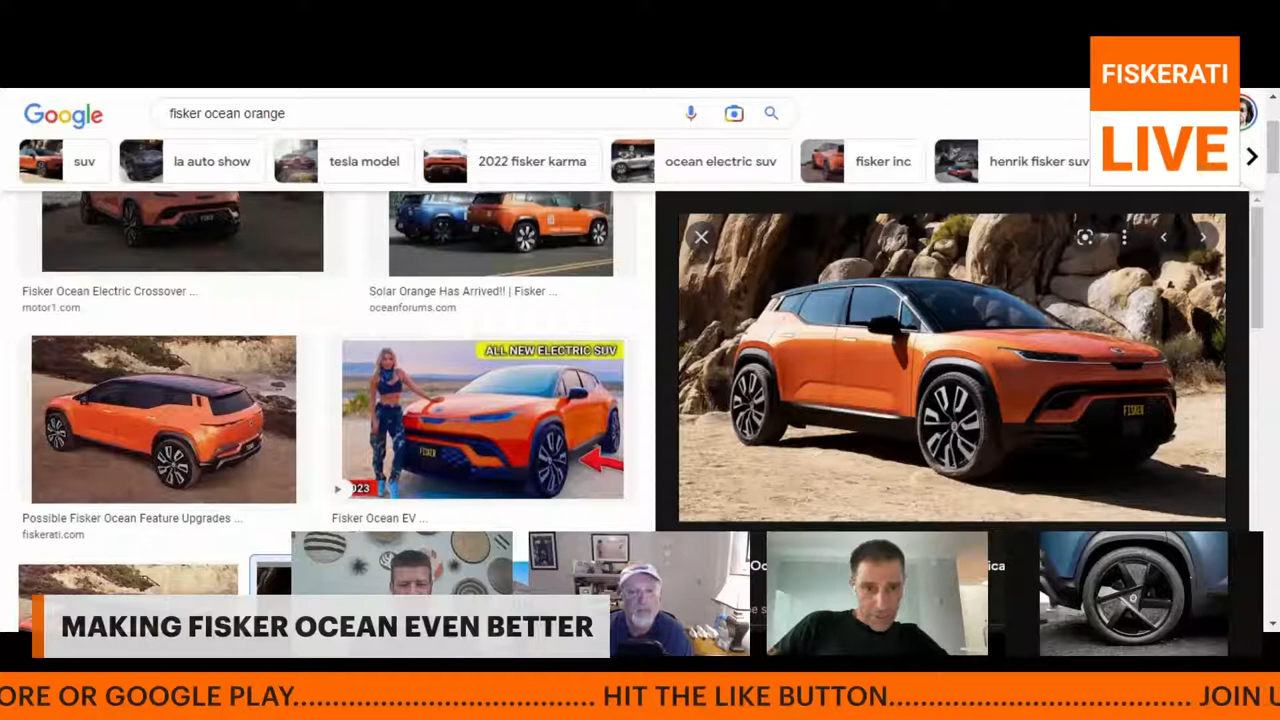 FISKERATI
LIVE
Google
fisker ocean orange
suv
la auto show
tesla model
2022 fisker karma
ocean electric suv
fisker inc
henrik fisker suv
FISKER
Fisker Ocean Electric Crossover ...
motor1.com
Solar Orange Has Arrived!! | Fisker ...
oceanforums.com
ALL NEW ELECTRIC SUV
FISKER
FISKER
Possible Fisker Ocean Feature Upgrades ...
fiskerati.com
Fisker Ocean EV ...
MAKING FISKER OCEAN EVEN BETTER
ORE OR GOOGLE PLAY.................................... HIT THE LIKE BUTTON.................................... JOIN U